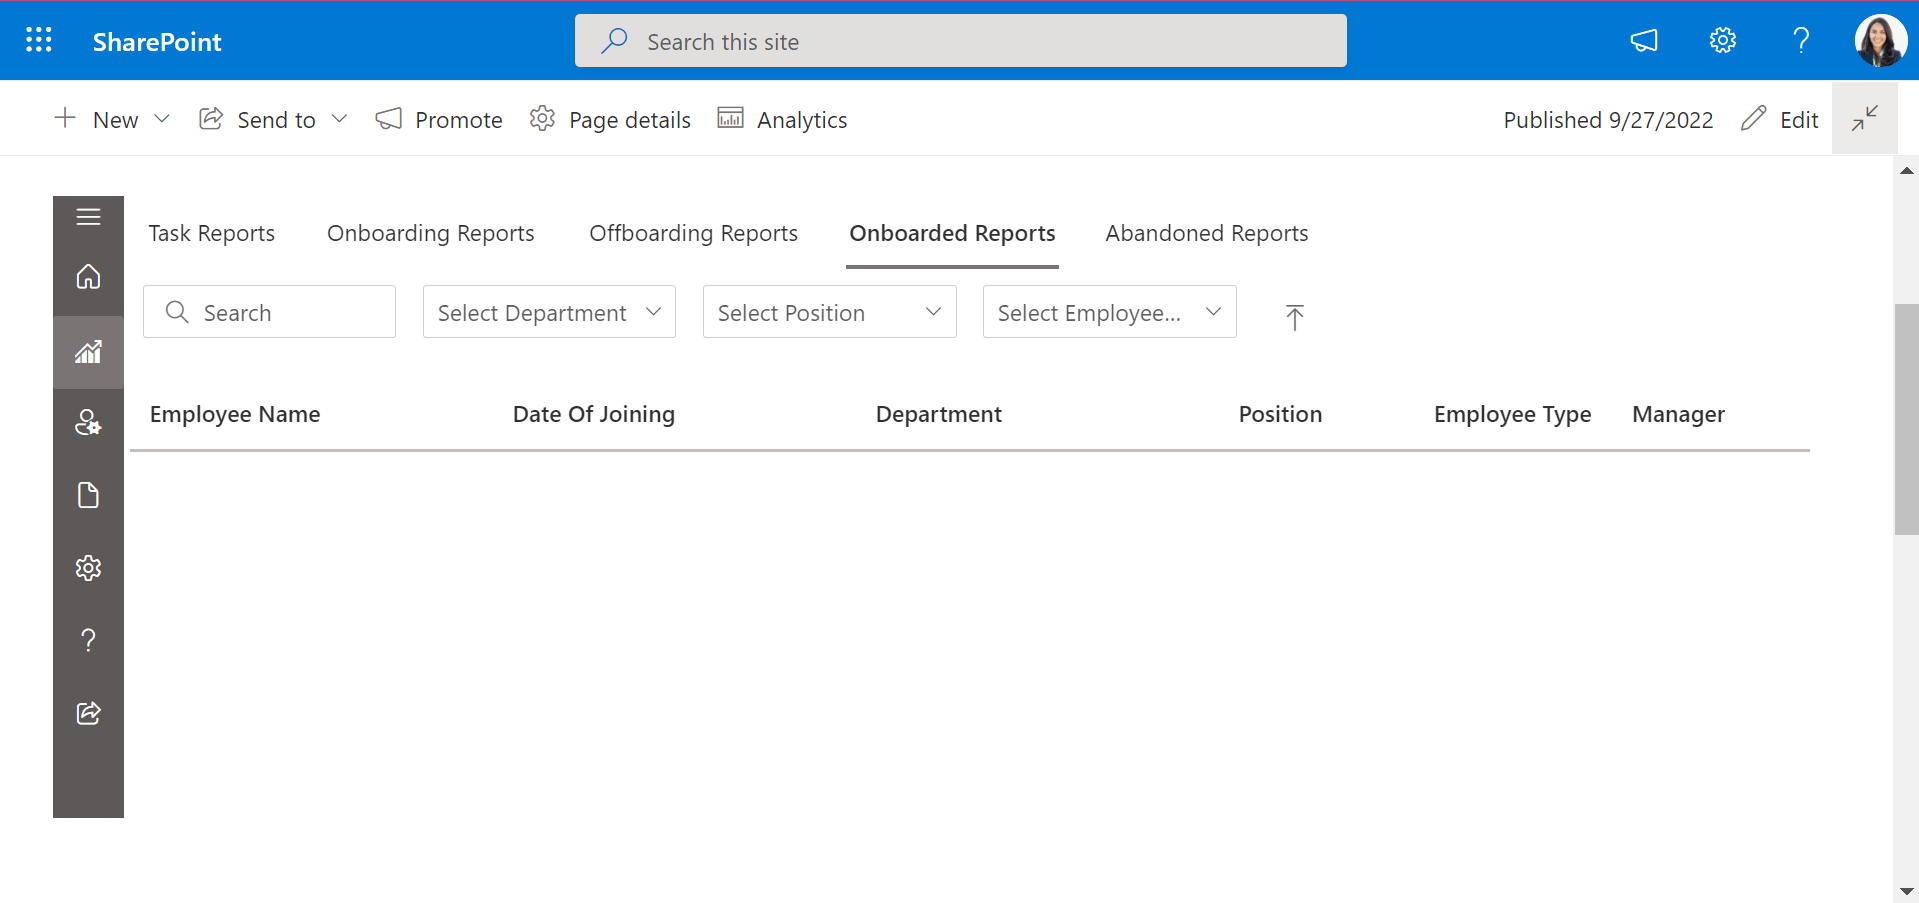 SharePoint
Search this site
New
Send to
Promote
Page details
Analytics
Published 9/27/2022
Edit
Task Reports
Onboarding Reports
Offboarding Reports
Onboarded Reports
Abandoned Reports
Search
Select Department
Select Position
Select Employee...
Employee Name
Date Of Joining
Department
Position
Employee Type
Manager